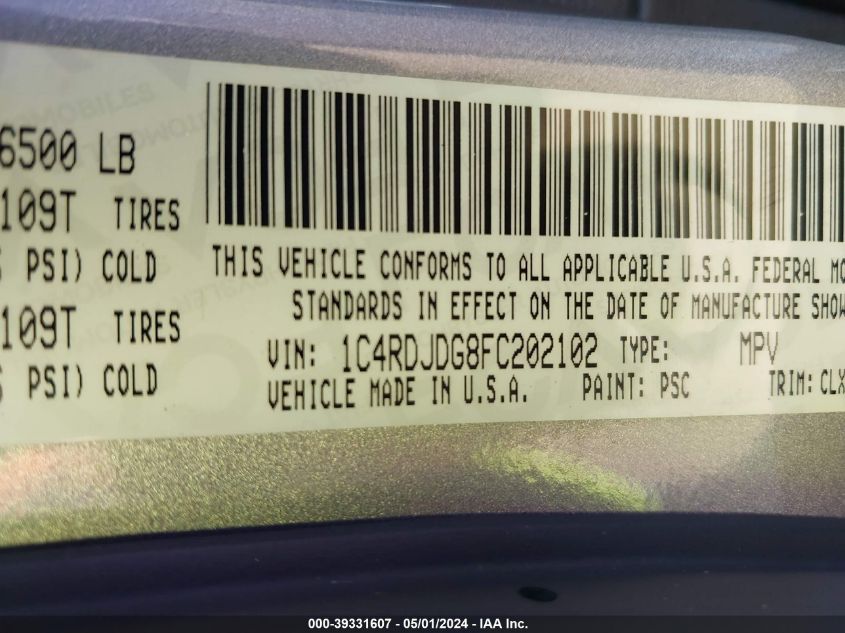 6500 LB
109T TIRES
PSI) COLD
109T TIRES
PSI) COLD
THIS VEHICLE CONFORMS TO ALL APPLICABLE U.S.A. FEDERAL MO
STANDARDS IN EFFECT ON THE DATE OF MANUFACTURE SHOW
VIN: 1C4RDJDG8FC202102 TYPE: MPV
VEHICLE MADE IN U.S.A. PAINT: PSC TRIM: CLX
000-39331607 - 05/01/2024 - IAA Inc.